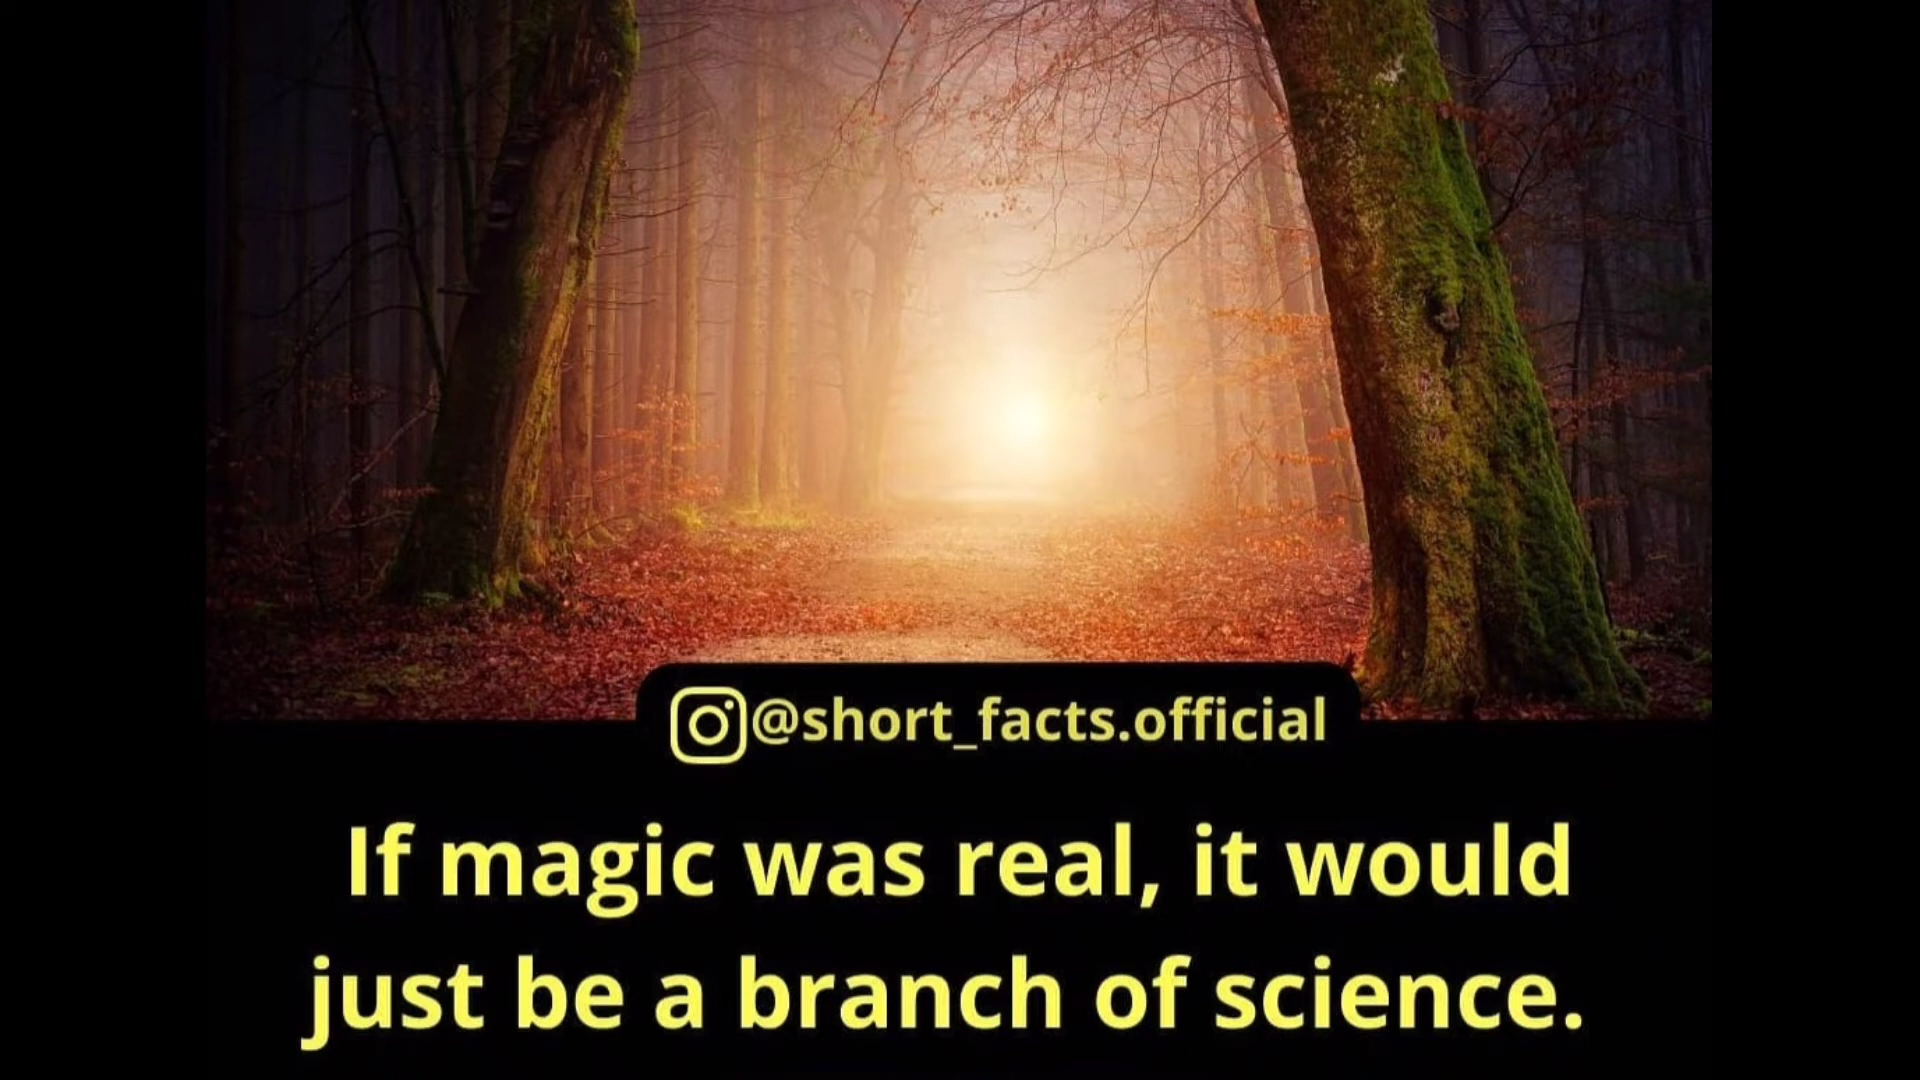 @short_facts.official
If magic was real, it would
just be a branch of science.